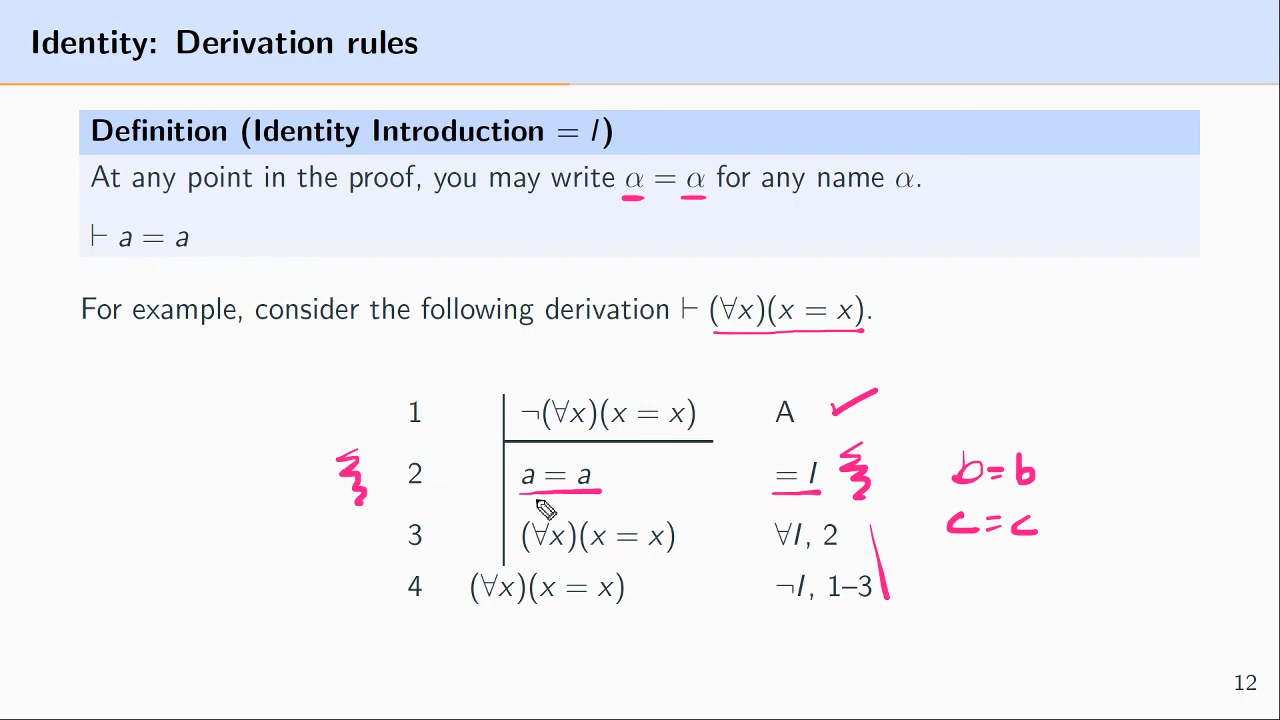 Identity: Derivation rules
Definition (Identity Introduction = I)
At any point in the proof, you may write α = α for any name α.
⊢ a = a
For example, consider the following derivation ⊢ (∀x)(x = x).
1 ¬(∀x)(x = x) A
2 a = a = I b=b
c=c
3 (∀x)(x = x) ∀I, 2
4 (∀x)(x = x) ¬I, 1–3
12